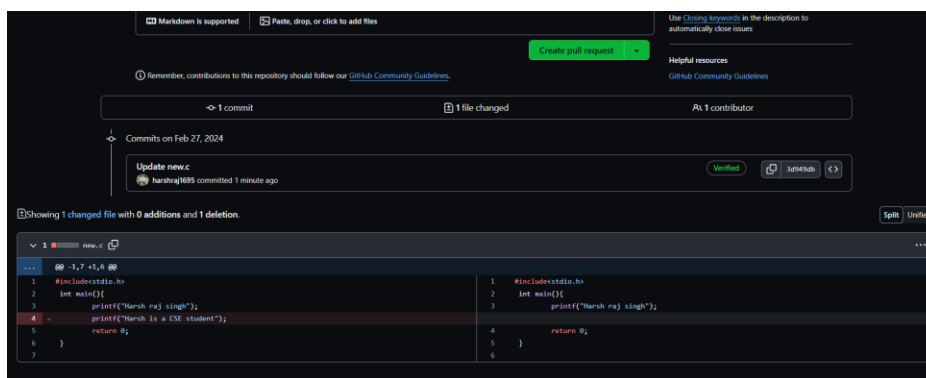 Markdown is supported
Paste, drop, or click to add files
Use Closing keywords in the description to
automatically close issues
Create pull request
Helpful resources
GitHub Community Guidelines
Remember, contributions to this repository should follow our GitHub Community Guidelines.
1 commit
1 file changed
1 contributor
Commits on Feb 27, 2024
Update new.c
harshraj1695 committed 1 minute ago
Verified
3d949db
Showing 1 changed file with 0 additions and 1 deletion.
Split
Unifie
1
new.c
...
@@ -1,7 +1,6 @@
1 #include<stdio.h>
2 int main(){
3 printf("Harsh raj singh");
4 - printf("Harsh is a CSE student");
5 return 0;
6 }
7
1 #include<stdio.h>
2 int main(){
3 printf("Harsh raj singh");
4 return 0;
5 }
6